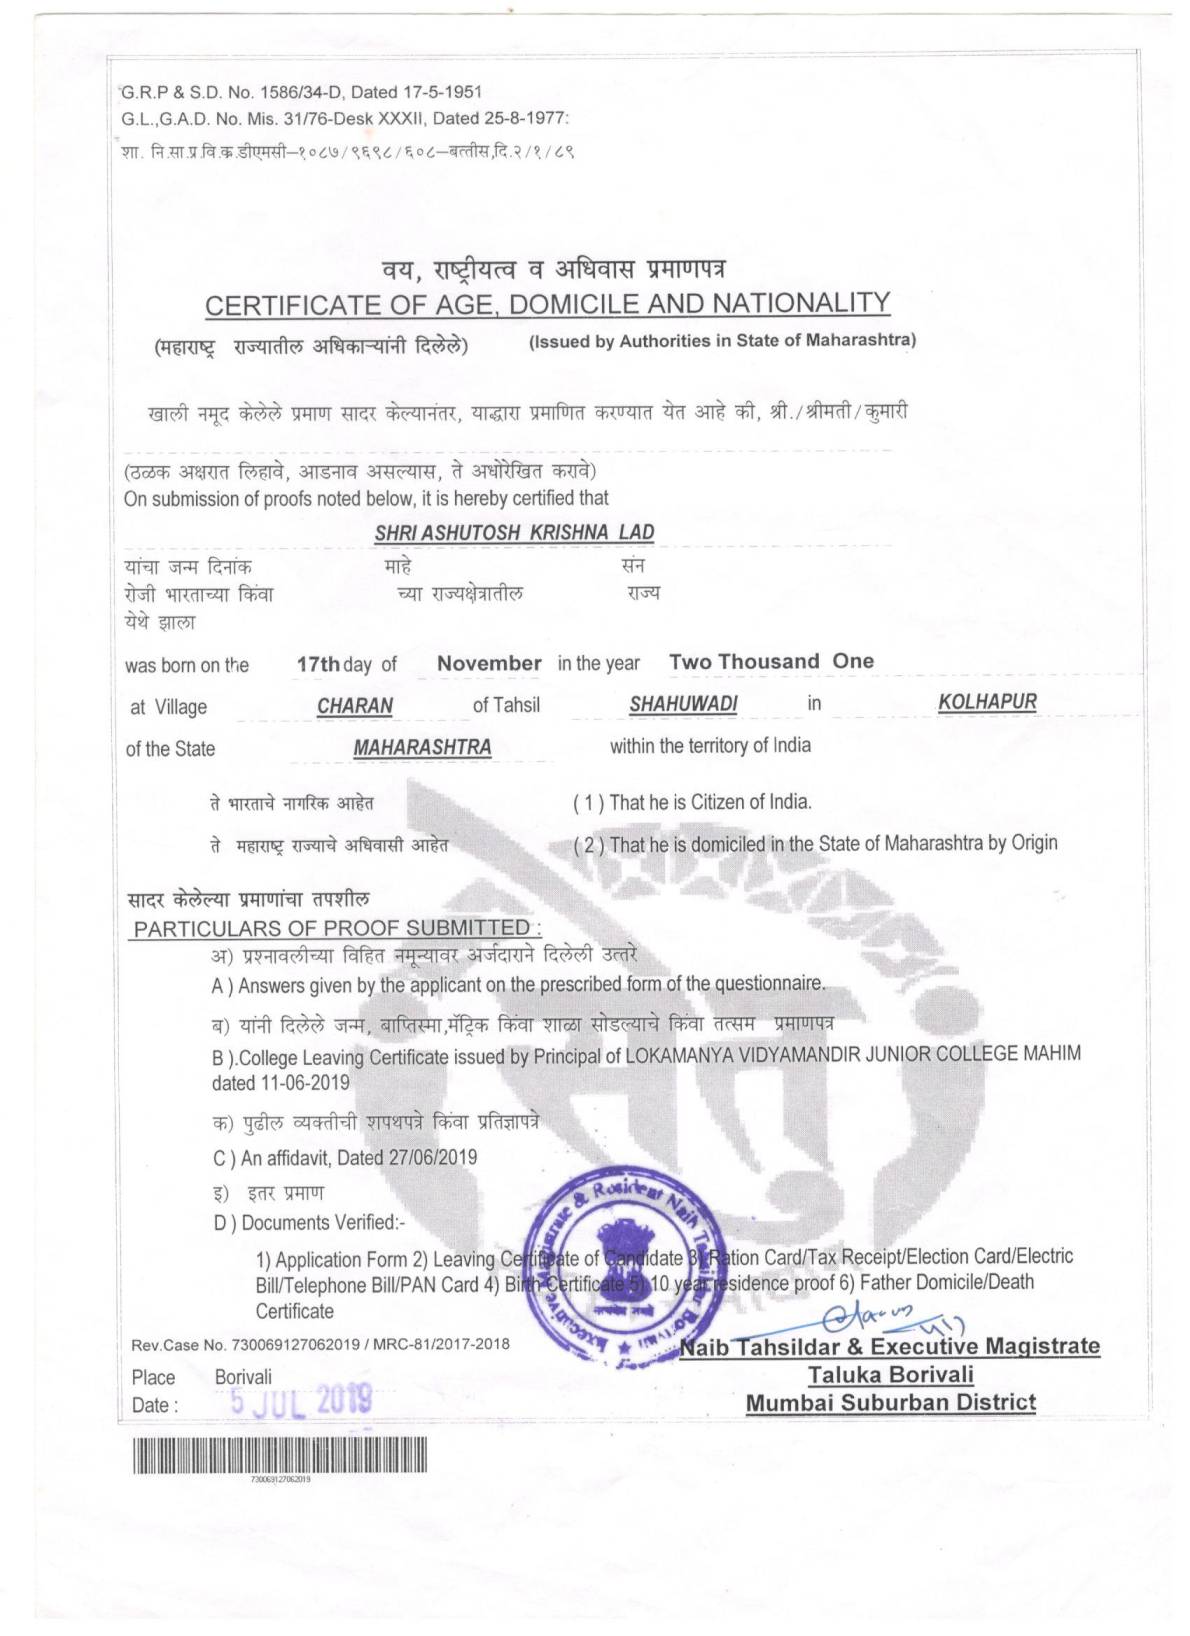 G.R.P & S.D. No. 1586/34-D, Dated 17-5-1951
G.L.,G.A.D. No. Mis. 31/76-Desk XXXII, Dated 25-8-1977:
शा. नि.सा.प्र.वि.क्र.डीएमसी–१०८७/९६९८/६०८–बत्तीस,दि.२/१/८९
वय, राष्ट्रीयत्व व अधिवास प्रमाणपत्र
CERTIFICATE OF AGE, DOMICILE AND NATIONALITY
(महाराष्ट्र राज्यातील अधिकाऱ्यांनी दिलेले) (Issued by Authorities in State of Maharashtra)
खाली नमूद केलेले प्रमाण सादर केल्यानंतर, याद्धारा प्रमाणित करण्यात येत आहे की, श्री./श्रीमती/कुमारी
(ठळक अक्षरात लिहावे, आडनाव असल्यास, ते अधोरेखित करावे)
On submission of proofs noted below, it is hereby certified that
SHRI ASHUTOSH KRISHNA LAD
यांचा जन्म दिनांक माहे संन
रोजी भारताच्या किंवा च्या राज्यक्षेत्रातील राज्य
येथे झाला
was born on the 17th day of November in the year Two Thousand One
at Village CHARAN of Tahsil SHAHUWADI in KOLHAPUR
of the State MAHARASHTRA within the territory of India
ते भारताचे नागरिक आहेत ( 1 ) That he is Citizen of India.
ते महाराष्ट्र राज्याचे अधिवासी आहेत ( 2 ) That he is domiciled in the State of Maharashtra by Origin
सादर केलेल्या प्रमाणांचा तपशील
PARTICULARS OF PROOF SUBMITTED :
अ) प्रश्नावलीच्या विहित नमून्यावर अर्जदाराने दिलेली उत्तरे
A ) Answers given by the applicant on the prescribed form of the questionnaire.
ब) यांनी दिलेले जन्म, बाप्तिस्मा,मॅट्रिक किंवा शाळा सोडल्याचे किंवा तत्सम प्रमाणपत्र
B ).College Leaving Certificate issued by Principal of LOKAMANYA VIDYAMANDIR JUNIOR COLLEGE MAHIM
dated 11-06-2019
क) पुढील व्यक्तीची शपथपत्रे किंवा प्रतिज्ञापत्रे
C ) An affidavit, Dated 27/06/2019
इ) इतर प्रमाण
D ) Documents Verified:-
1) Application Form 2) Leaving Certificate of Candidate 3) Ration Card/Tax Receipt/Election Card/Electric
Bill/Telephone Bill/PAN Card 4) Birth Certificate 5) 10 year residence proof 6) Father Domicile/Death
Certificate
Rev.Case No. 730069127062019 / MRC-81/2017-2018
Naib Tahsildar & Executive Magistrate
Place Borivali
Taluka Borivali
Date : 5 JUL 2019
Mumbai Suburban District
730069127062019
सेतु
Executive Magistrate & Resident Naib Tahsildar Borivali